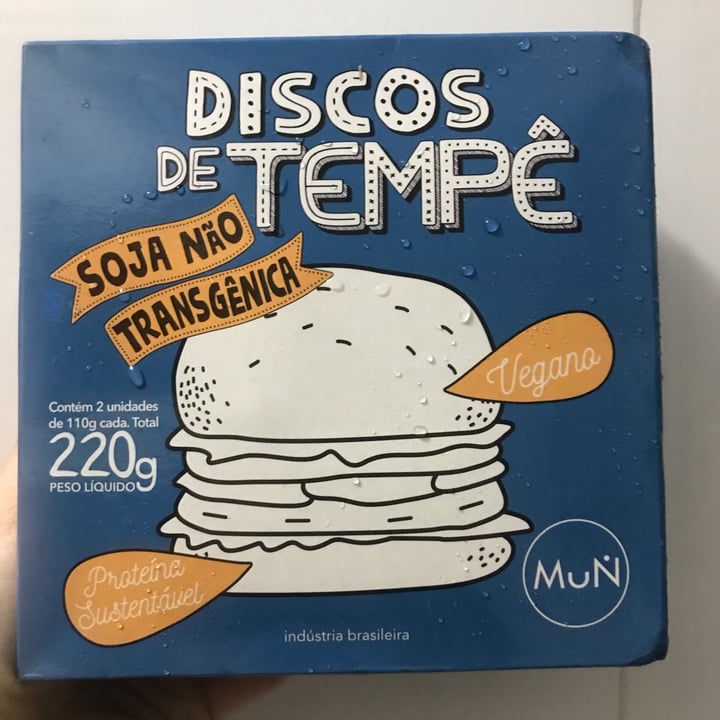 DISCOS
DE TEMPÊ
SOJA NÃO
TRANSGÊNICA
Vegano
Contém 2 unidades
de 110g cada. Total
220g
PESO LÍQUIDO
Proteína
Sustentável
MUN
indústria brasileira